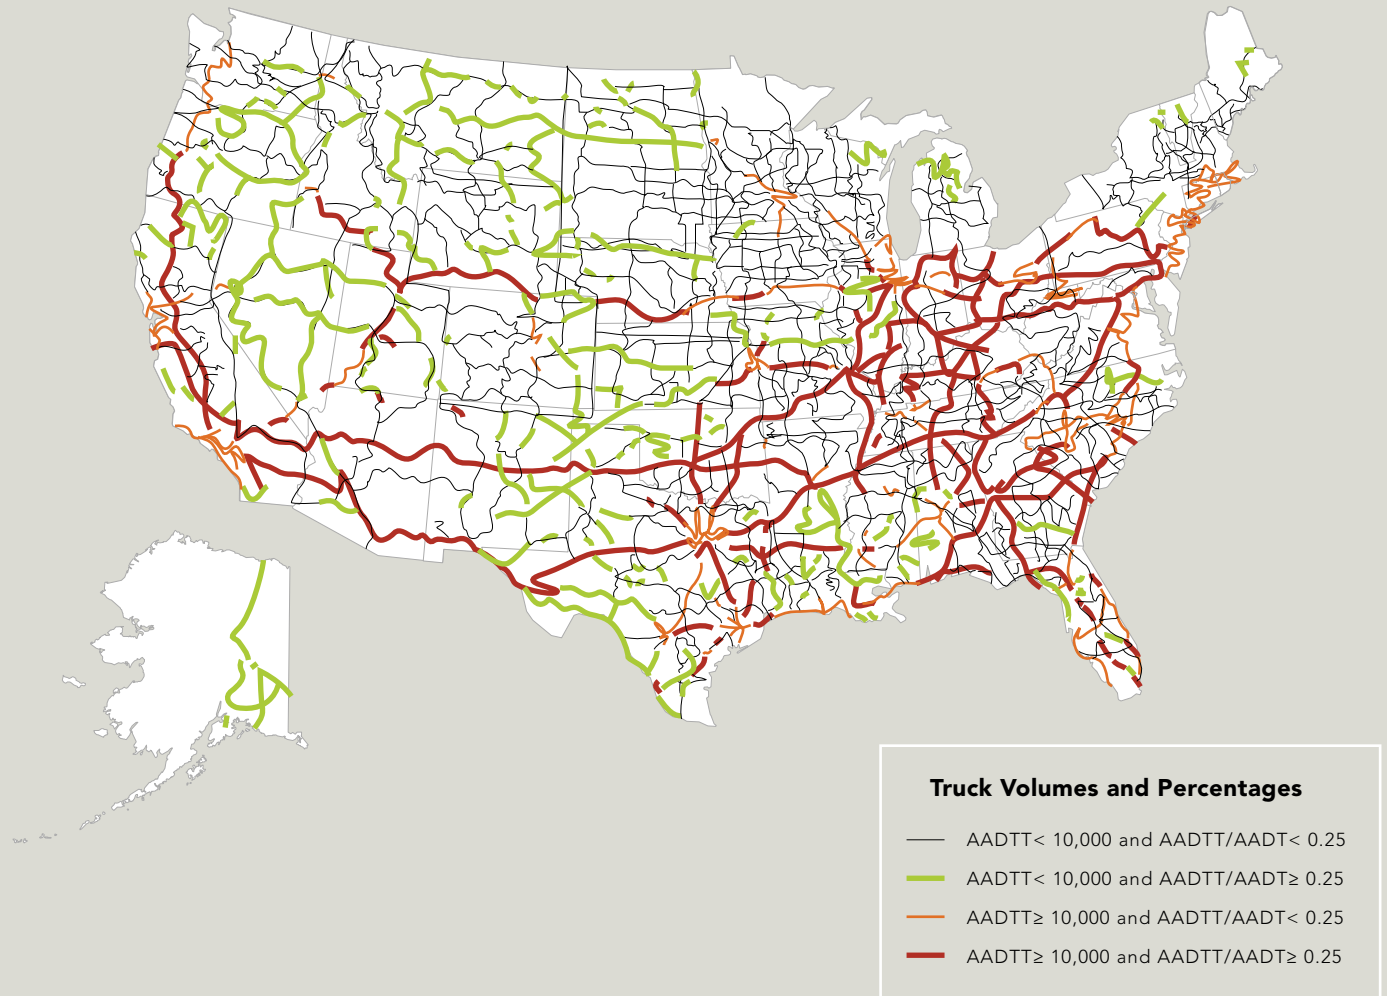 Truck Volumes and Percentages
AADTT< 10,000 and AADTT/AADT< 0.25
AADTT< 10,000 and AADTT/AADT≥ 0.25
AADTT≥ 10,000 and AADTT/AADT< 0.25
AADTT≥ 10,000 and AADTT/AADT≥ 0.25